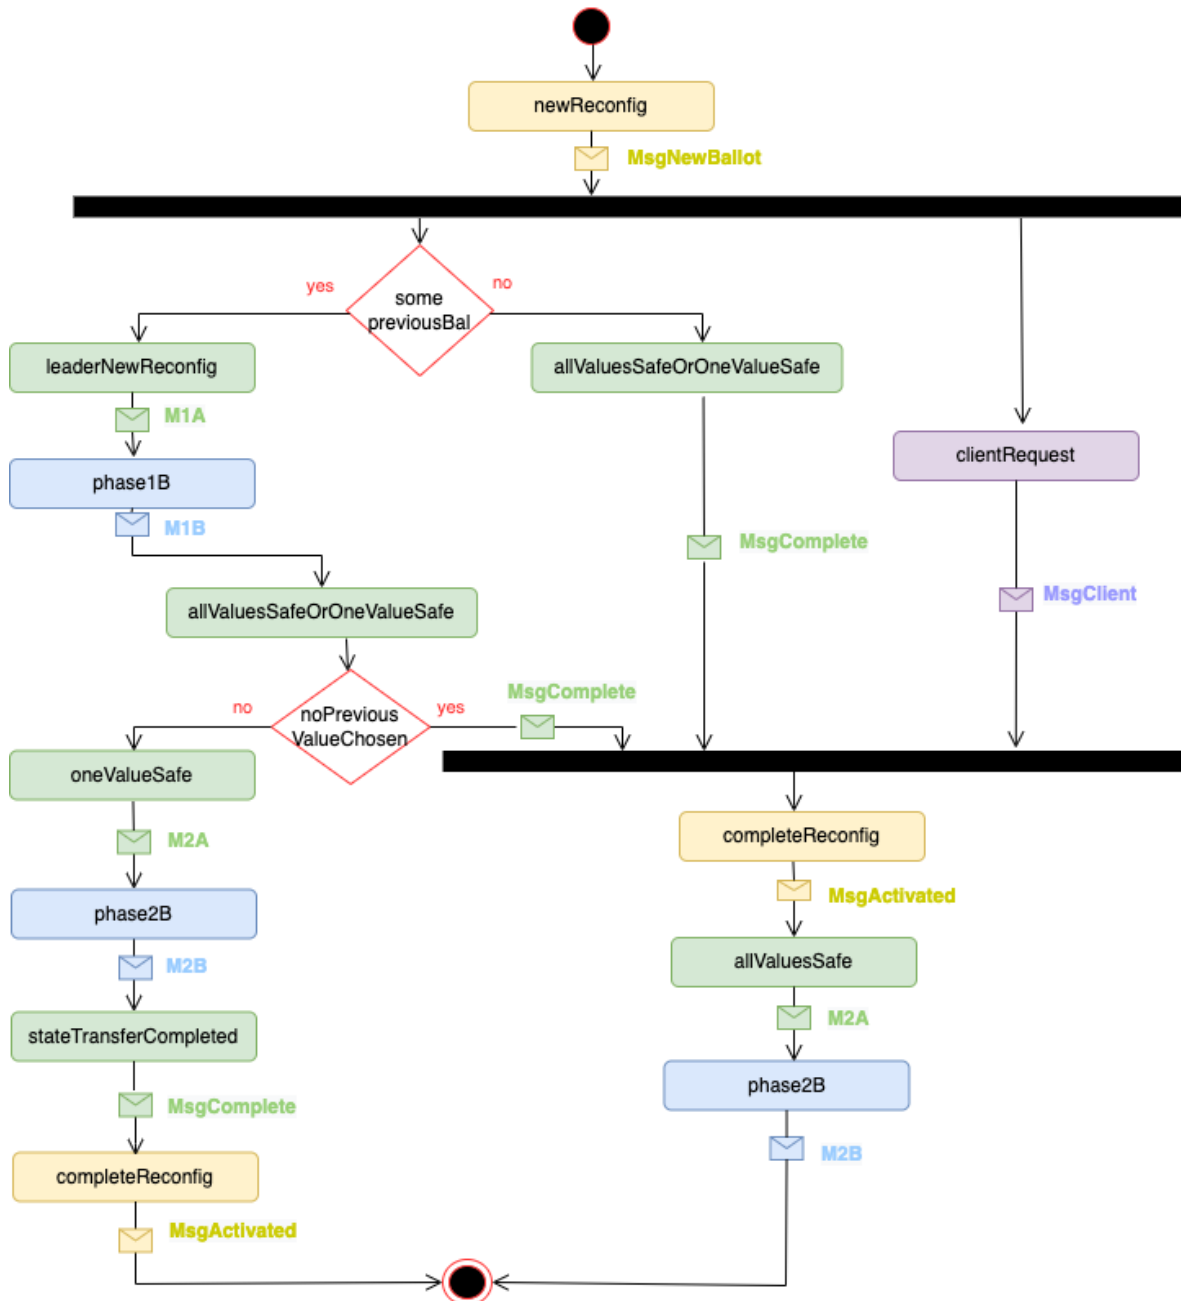 newReconfig
MsgNewBallot
yes
no
some
previousBal
leaderNewReconfig
allValuesSafeOrOneValueSafe
M1A
clientRequest
phase1B
M1B
MsgComplete
MsgClient
allValuesSafeOrOneValueSafe
MsgComplete
no
yes
noPrevious
ValueChosen
oneValueSafe
completeReconfig
M2A
MsgActivated
phase2B
allValuesSafe
M2B
M2A
stateTransferCompleted
phase2B
MsgComplete
M2B
completeReconfig
MsgActivated